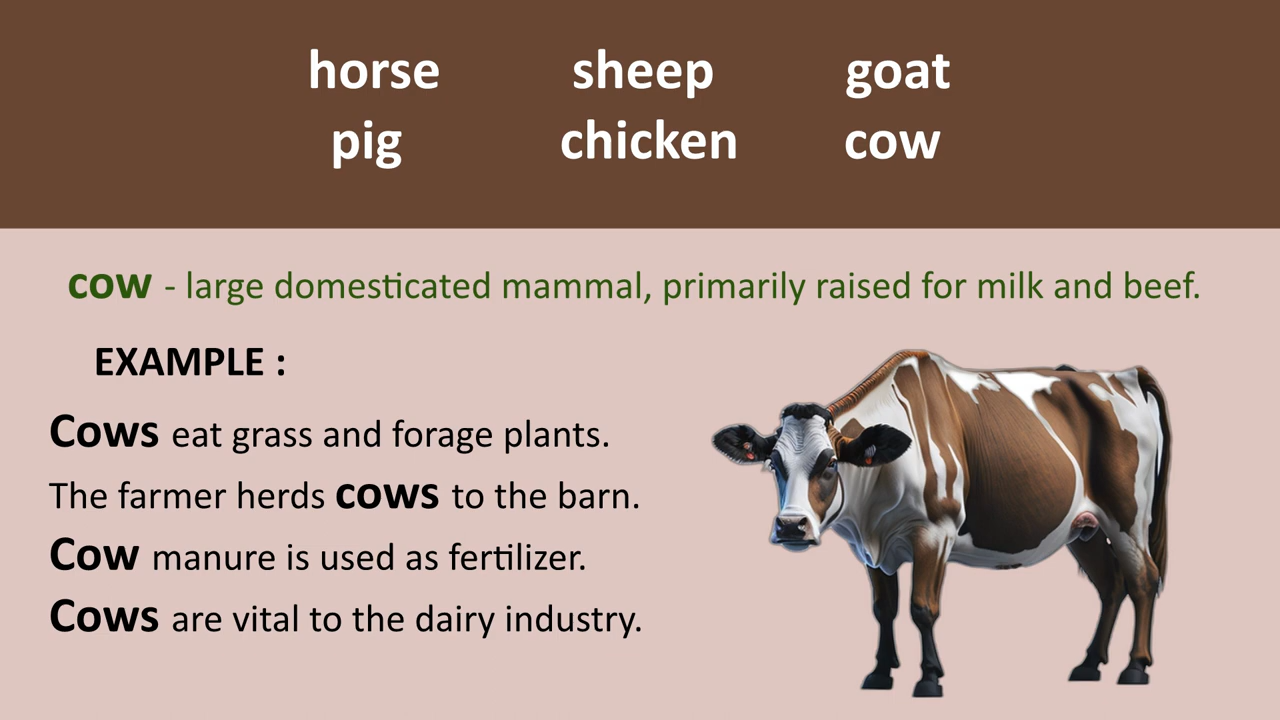 horse sheep goat
pig chicken cow
cow - large domesticated mammal, primarily raised for milk and beef.
EXAMPLE :
Cows eat grass and forage plants.
The farmer herds cows to the barn.
Cow manure is used as fertilizer.
Cows are vital to the dairy industry.